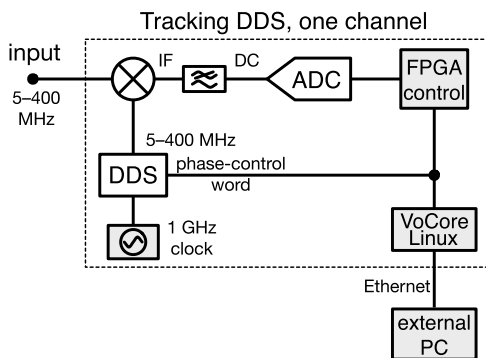 Tracking DDS, one channel
input
5–400
MHz
IF
DC
ADC
FPGA
control
5–400 MHz
DDS
phase-control
word
1 GHz
clock
VoCore
Linux
Ethernet
external
PC